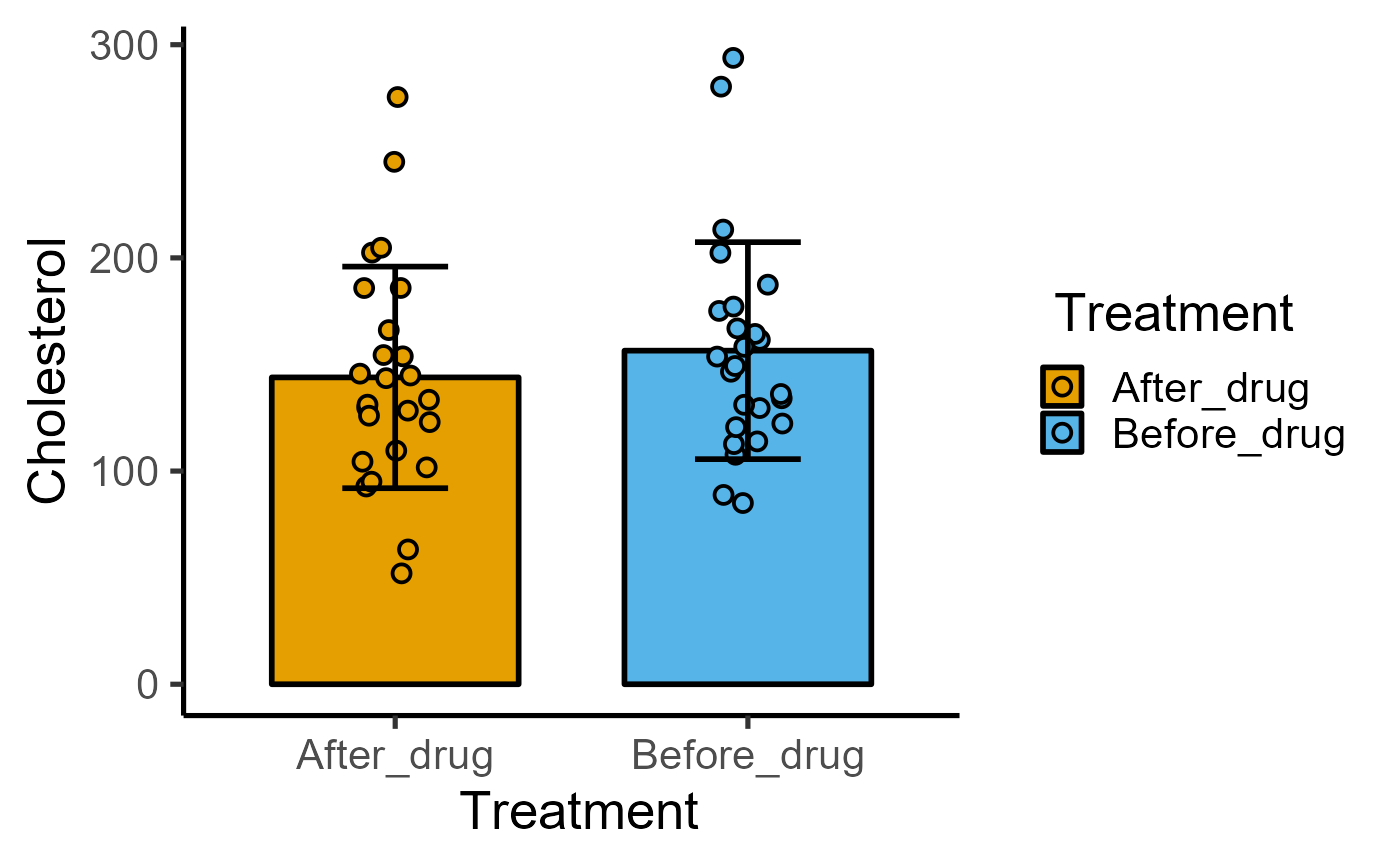 Cholesterol
300
200
100
0
After_drug
Before_drug
Treatment
Treatment
After_drug
Before_drug